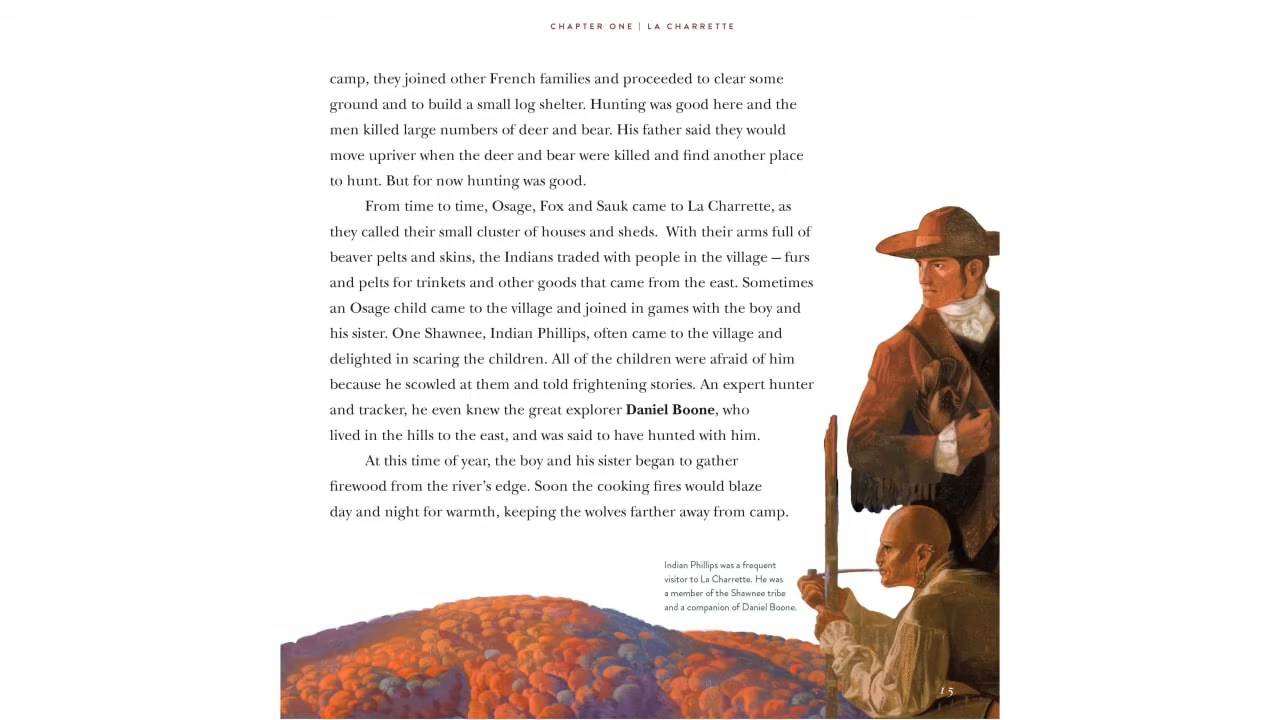 CHAPTER ONE | LA CHARRETTE
camp, they joined other French families and proceeded to clear some
ground and to build a small log shelter. Hunting was good here and the
men killed large numbers of deer and bear. His father said they would
move upriver when the deer and bear were killed and find another place
to hunt. But for now hunting was good.
From time to time, Osage, Fox and Sauk came to La Charrette, as
they called their small cluster of houses and sheds. With their arms full of
beaver pelts and skins, the Indians traded with people in the village – furs
and pelts for trinkets and other goods that came from the east. Sometimes
an Osage child came to the village and joined in games with the boy and
his sister. One Shawnee, Indian Phillips, often came to the village and
delighted in scaring the children. All of the children were afraid of him
because he scowled at them and told frightening stories. An expert hunter
and tracker, he even knew the great explorer Daniel Boone, who
lived in the hills to the east, and was said to have hunted with him.
At this time of year, the boy and his sister began to gather
firewood from the river's edge. Soon the cooking fires would blaze
day and night for warmth, keeping the wolves farther away from camp.
Indian Phillips was a frequent
visitor to La Charrette. He was
a member of the Shawnee tribe
and a companion of Daniel Boone.
15